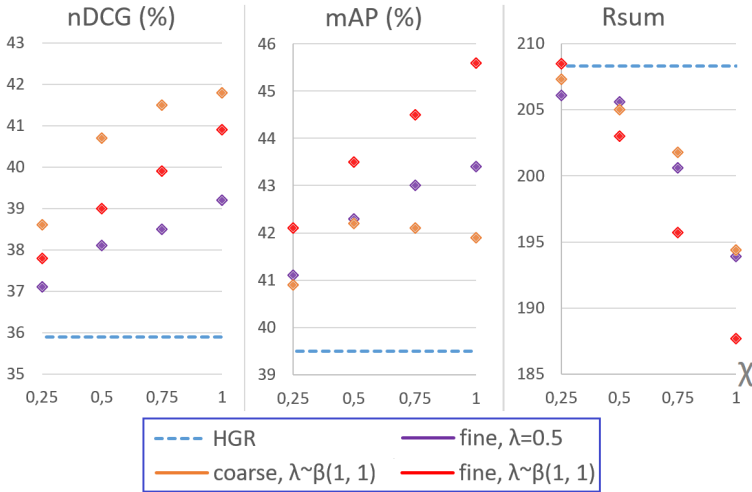 nDCG (%)
43
42
41
40
39
38
37
36
35
0,25 0,5 0,75 1
mAP (%)
46
45
44
43
42
41
40
39
0,25 0,5 0,75 1
Rsum
210
205
200
195
190
185
0,25 0,5 0,75 1
χ
HGR
fine, λ=0.5
coarse, λ~β(1, 1)
fine, λ~β(1, 1)